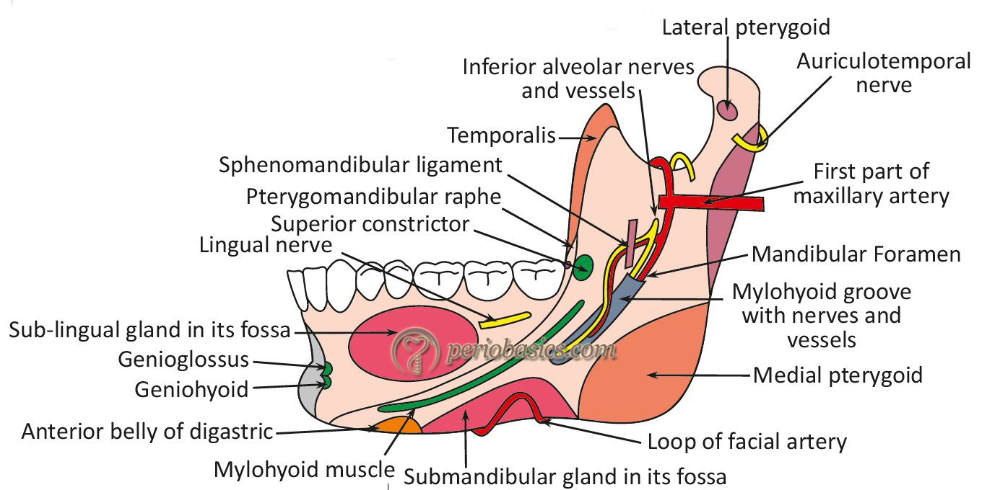 Lateral pterygoid
Auriculotemporal
nerve
Inferior alveolar nerves
and vessels
Temporalis
Sphenomandibular ligament
Pterygomandibular raphe
Superior constrictor
Lingual nerve
First part of
maxillary artery
Mandibular Foramen
Mylohyoid groove
with nerves and
vessels
Sub-lingual gland in its fossa
Genioglossus
Geniohyoid
periobasics.com
Medial pterygoid
Anterior belly of digastric
Loop of facial artery
Mylohyoid muscle
Submandibular gland in its fossa